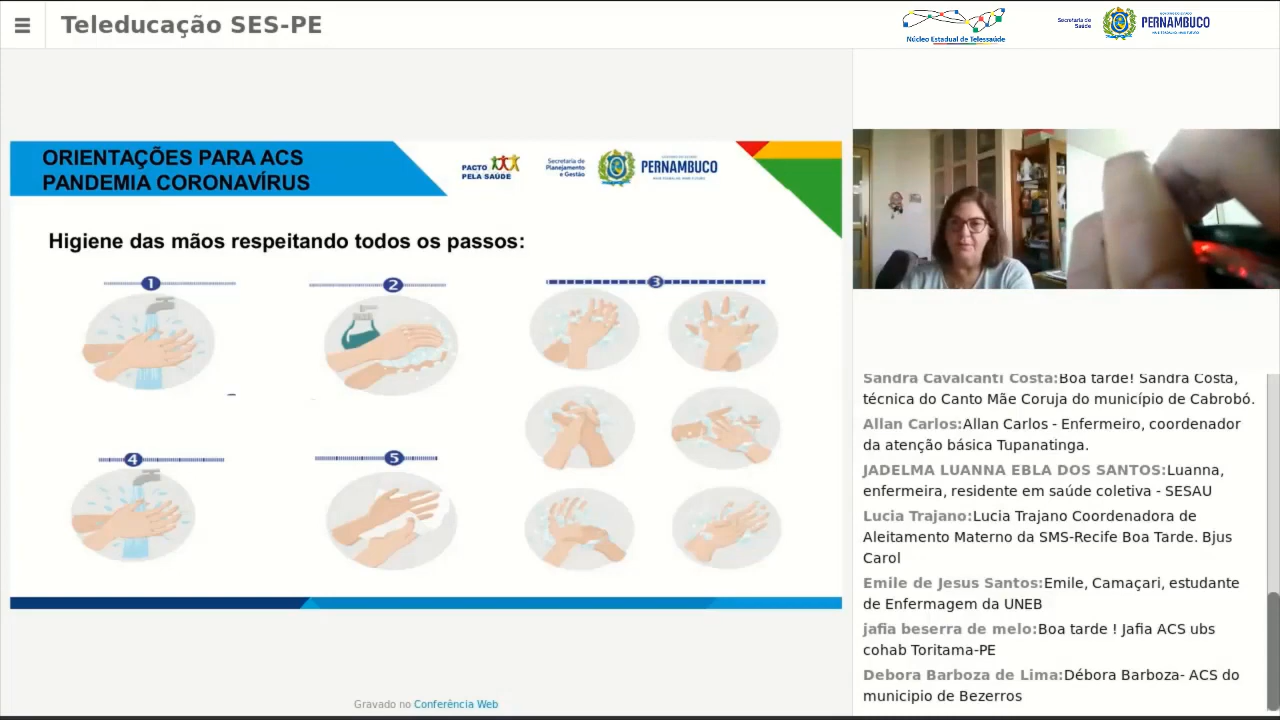 Teleducação SES-PE
Núcleo Estadual de Telessaúde
Secretaria de
Saúde
PERNAMBUCO
ORIENTAÇÕES PARA ACS
PANDEMIA CORONAVÍRUS
PACTO
PELA SAÚDE
Secretaria de
Planejamento
e Gestão
PERNAMBUCO
Higiene das mãos respeitando todos os passos:
1
2
3
4
5
Sandra Cavalcanti Costa:Boa tarde! Sandra Costa,
técnica do Canto Mãe Coruja do município de Cabrobó.
Allan Carlos:Allan Carlos - Enfermeiro, coordenador
da atenção básica Tupanatinga.
JADELMA LUANNA EBLA DOS SANTOS:Luanna,
enfermeira, residente em saúde coletiva - SESAU
Lucia Trajano:Lucia Trajano Coordenadora de
Aleitamento Materno da SMS-Recife Boa Tarde. Bjus
Carol
Emile de Jesus Santos:Emile, Camaçari, estudante
de Enfermagem da UNEB
jafia beserra de melo:Boa tarde ! Jafia ACS ubs
cohab Toritama-PE
Debora Barboza de Lima:Débora Barboza- ACS do
municipio de Bezerros
Gravado no Conferência Web